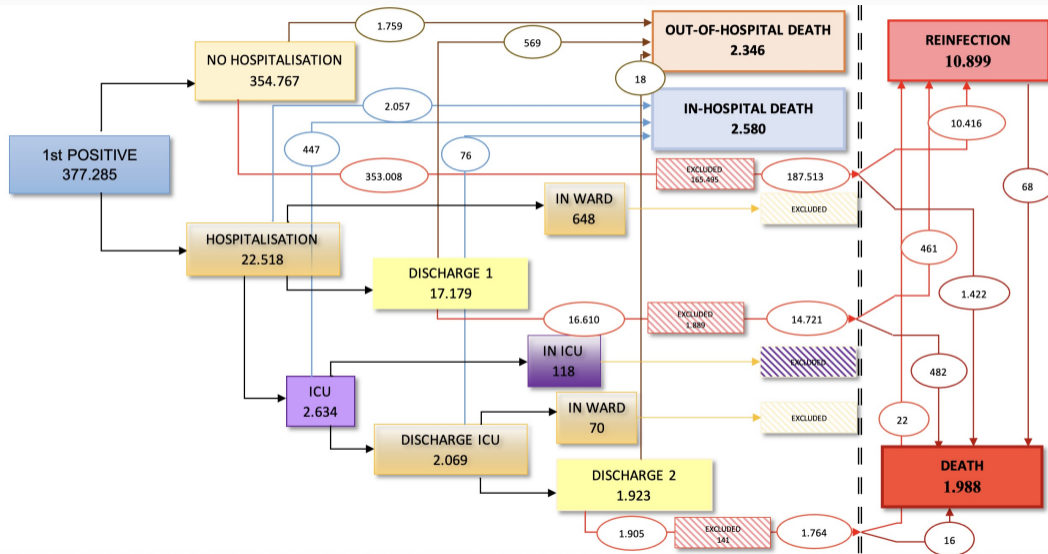 1.759
OUT-OF-HOSPITAL DEATH
2.346
REINFECTION
10.899
569
NO HOSPITALISATION
354.767
18
2.057
IN-HOSPITAL DEATH
2.580
10.416
1st POSITIVE
377.285
447
76
353.008
EXCLUDED
165.495
187.513
68
IN WARD
648
EXCLUDED
HOSPITALISATION
22.518
461
DISCHARGE 1
17.179
1.422
16.610
EXCLUDED
1.889
14.721
IN ICU
118
EXCLUDED
482
ICU
2.634
IN WARD
70
EXCLUDED
22
DISCHARGE ICU
2.069
DISCHARGE 2
1.923
DEATH
1.988
1.905
EXCLUDED
141
1.764
16